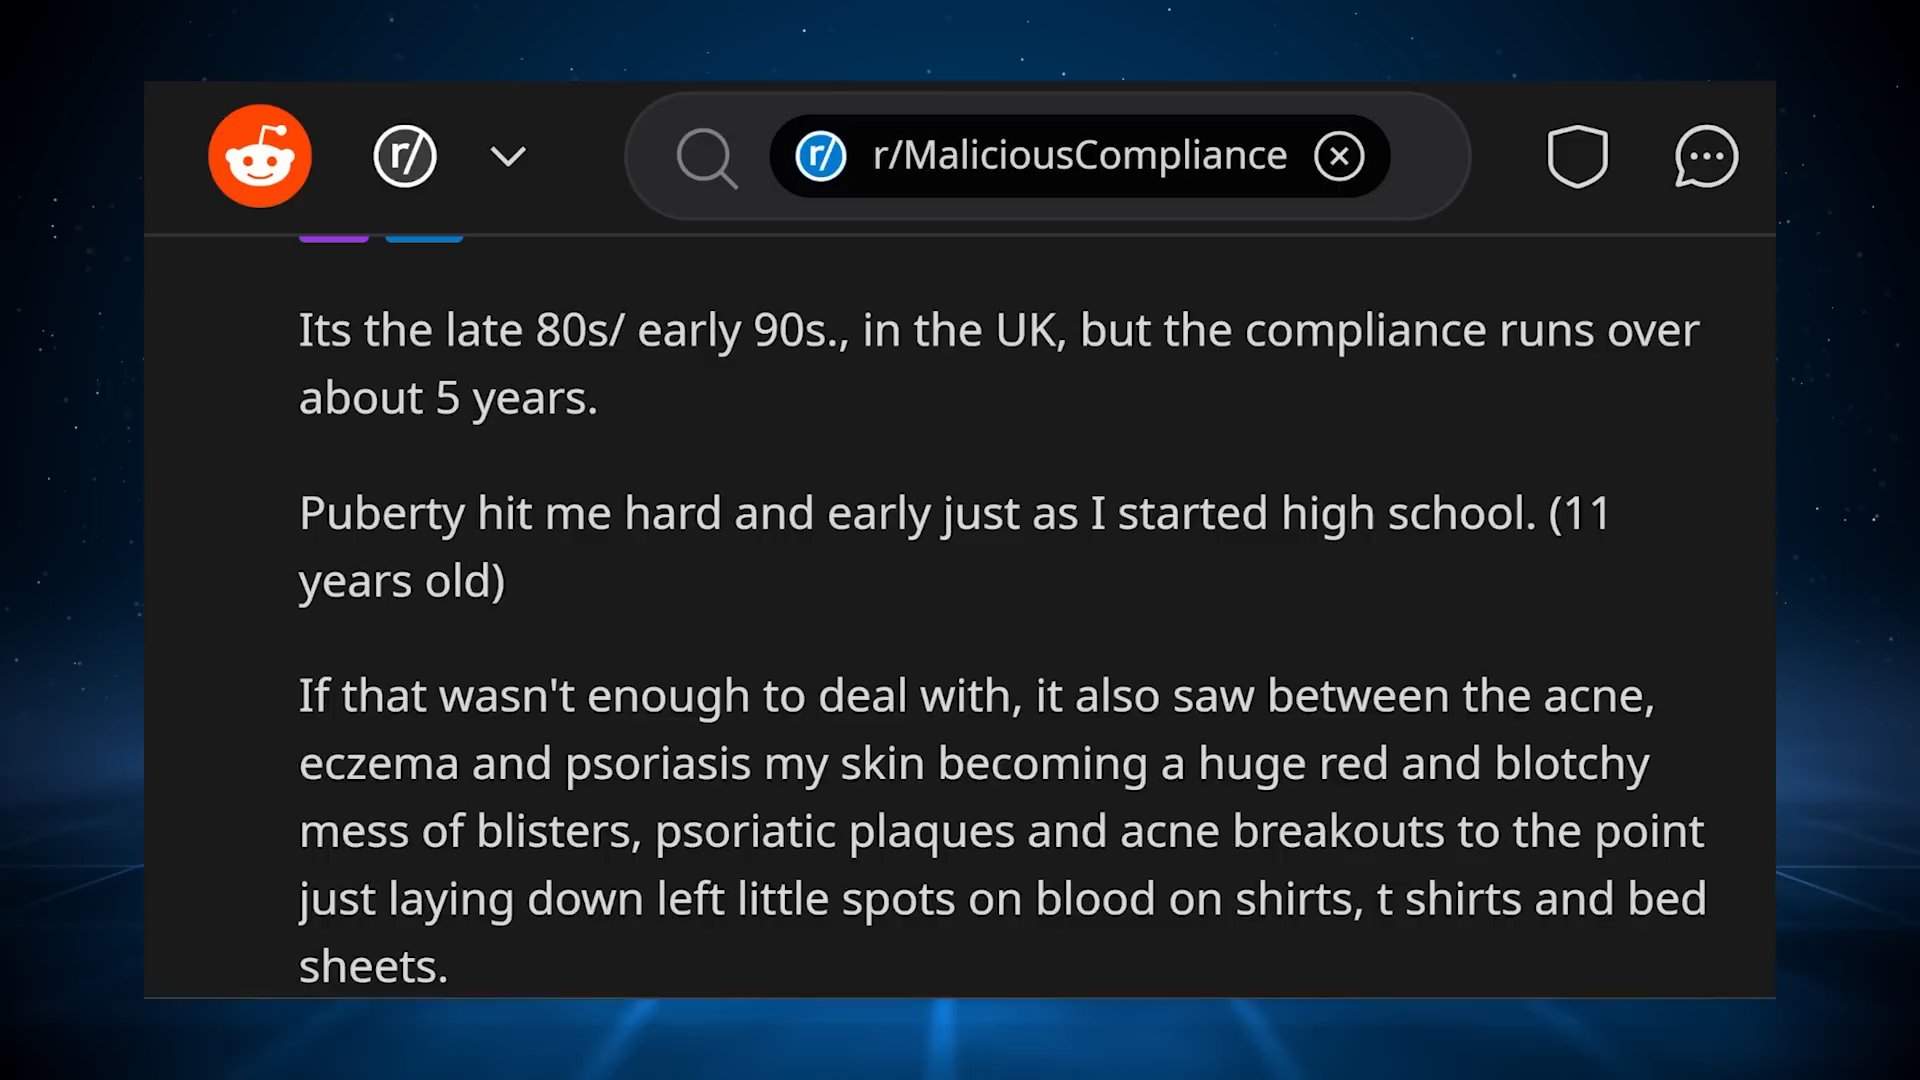 r/
r/ r/MaliciousCompliance
Its the late 80s/ early 90s., in the UK, but the compliance runs over
about 5 years.
Puberty hit me hard and early just as I started high school. (11
years old)
If that wasn't enough to deal with, it also saw between the acne,
eczema and psoriasis my skin becoming a huge red and blotchy
mess of blisters, psoriatic plaques and acne breakouts to the point
just laying down left little spots on blood on shirts, t shirts and bed
sheets.